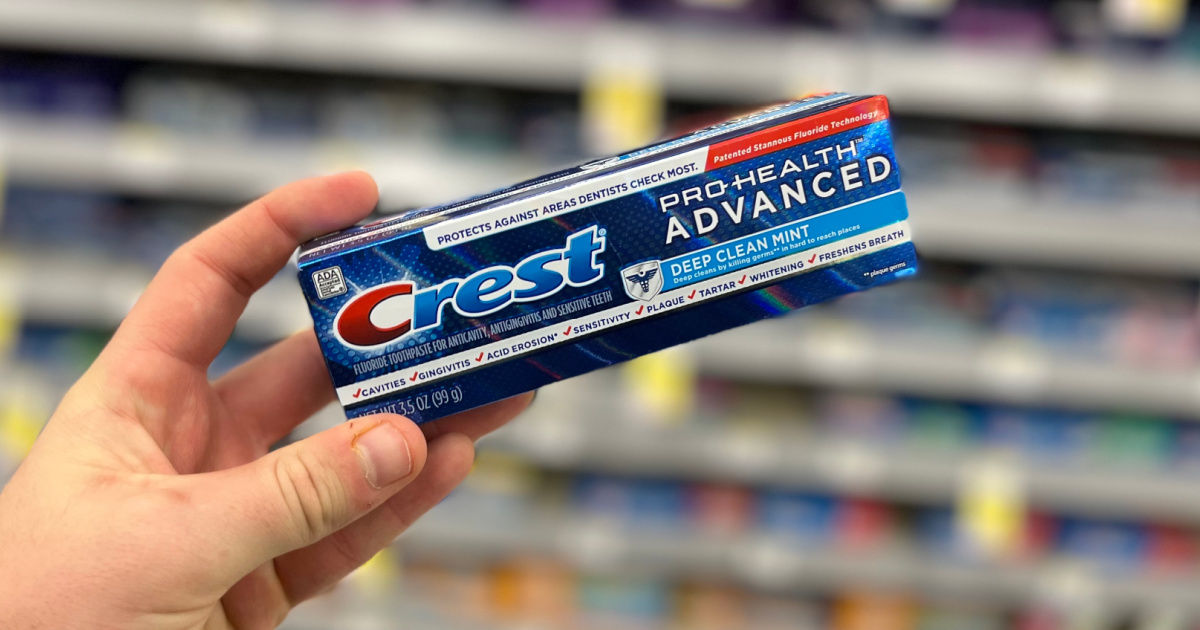 PROTECTS AGAINST AREAS DENTISTS CHECK MOST.
Patented Stannous Fluoride Technology
PRO-HEALTH™
ADVANCED
ADA
Crest®
DEEP CLEAN MINT
Deep cleans by killing germs** in hard to reach places
FLUORIDE TOOTHPASTE FOR ANTICAVITY, ANTIGINGIVITIS AND SENSITIVE TEETH
✓CAVITIES ✓GINGIVITIS ✓ACID EROSION* ✓SENSITIVITY ✓PLAQUE ✓TARTAR ✓WHITENING ✓FRESHENS BREATH
**plaque germs
NET WT 3.5 OZ (99 g)